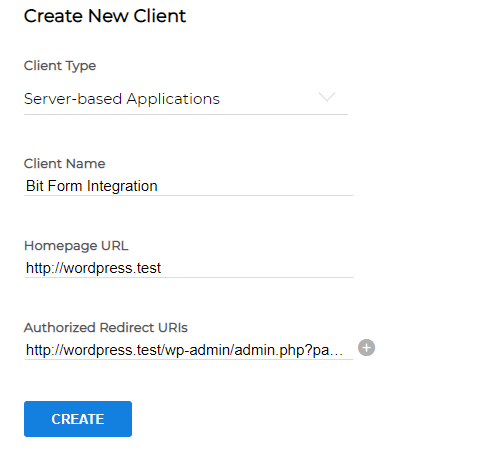 Create New Client
Client Type
Server-based Applications
Client Name
Bit Form Integration
Homepage URL
http://wordpress.test
Authorized Redirect URIs
http://wordpress.test/wp-admin/admin.php?pa...
CREATE